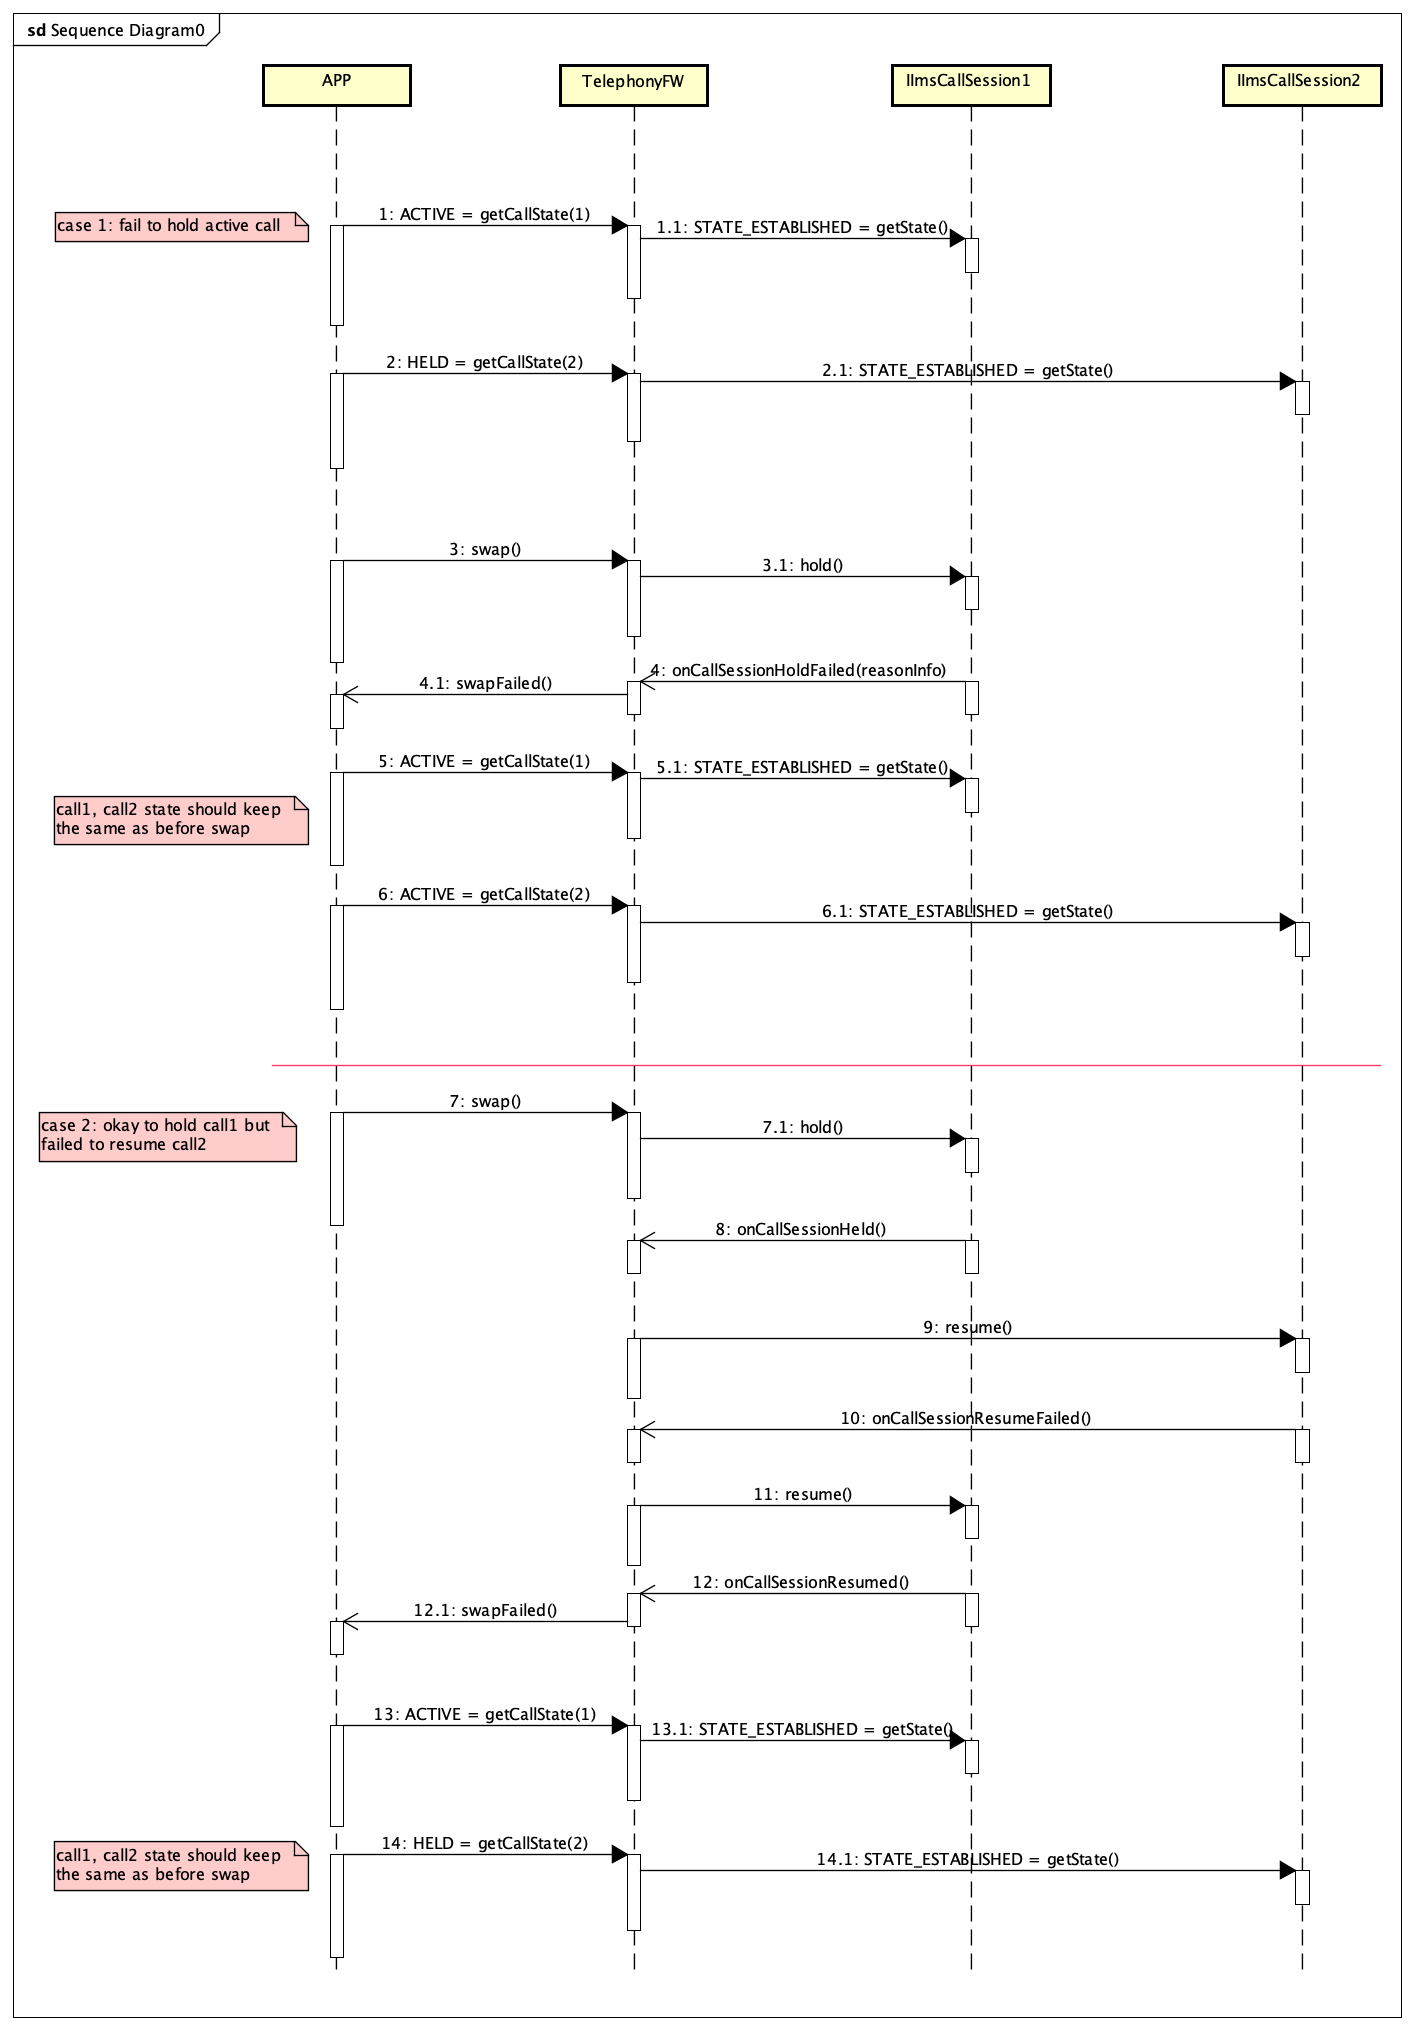 sd Sequence Diagram0
APP
TelephonyFW
IImsCallSession1
IImsCallSession2
case 1: fail to hold active call
1: ACTIVE = getCallState(1)
1.1: STATE_ESTABLISHED = getState()
2: HELD = getCallState(2)
2.1: STATE_ESTABLISHED = getState()
3: swap()
3.1: hold()
4: onCallSessionHoldFailed(reasonInfo)
4.1: swapFailed()
5: ACTIVE = getCallState(1)
5.1: STATE_ESTABLISHED = getState()
call1, call2 state should keep
the same as before swap
6: ACTIVE = getCallState(2)
6.1: STATE_ESTABLISHED = getState()
7: swap()
case 2: okay to hold call1 but
failed to resume call2
7.1: hold()
8: onCallSessionHeld()
9: resume()
10: onCallSessionResumeFailed()
11: resume()
12: onCallSessionResumed()
12.1: swapFailed()
13: ACTIVE = getCallState(1)
13.1: STATE_ESTABLISHED = getState()
14: HELD = getCallState(2)
call1, call2 state should keep
the same as before swap
14.1: STATE_ESTABLISHED = getState()